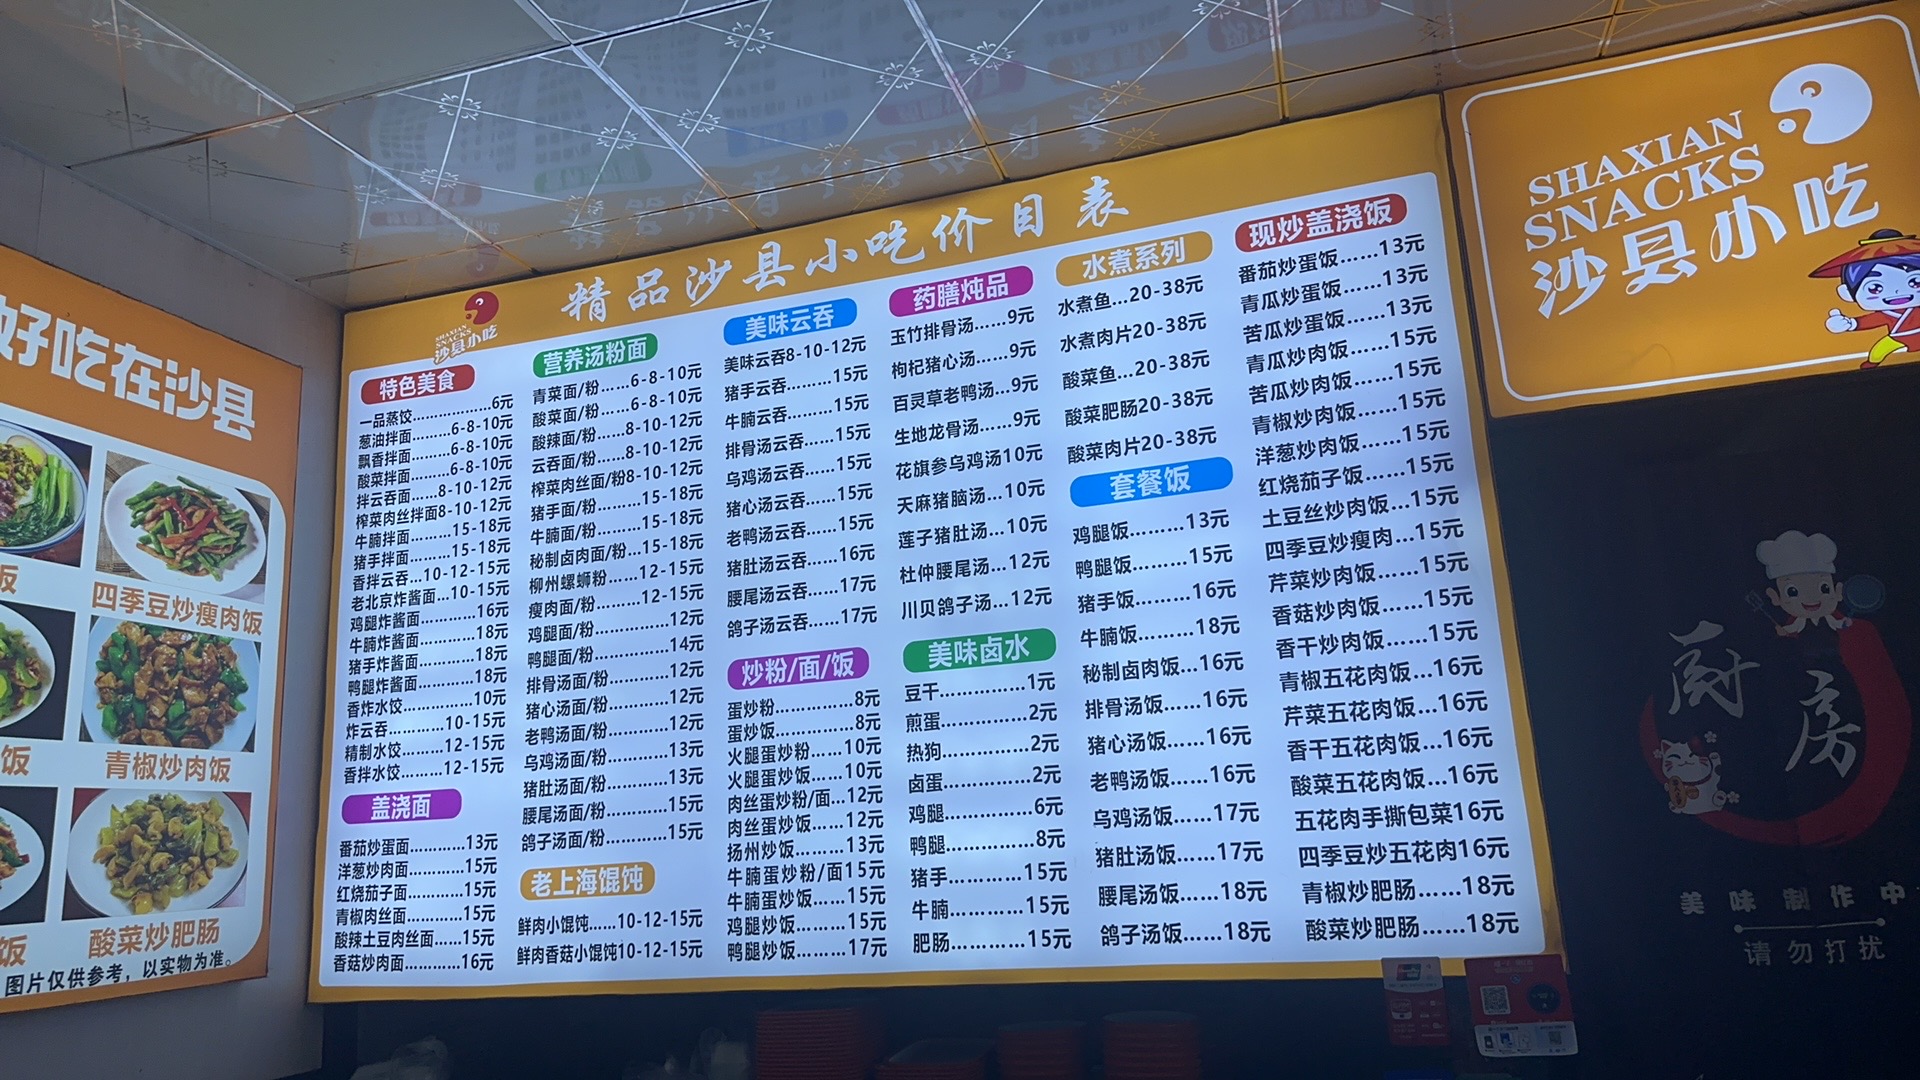 好吃在沙县
饭
四季豆炒瘦肉饭
饭
青椒炒肉饭
饭
酸菜炒肥肠
图片仅供参考，以实物为准。
精品沙县小吃价目表
SHAXIAN
SNACKS
沙县小吃
特色美食
一品蒸饺..................6元
葱油拌面.........6-8-10元
飘香拌面.........6-8-10元
酸菜拌面.........6-8-10元
拌云吞面......8-10-12元
榨菜肉丝拌面8-10-12元
牛腩拌面............15-18元
猪手拌面............15-18元
香拌云吞...10-12-15元
老北京炸酱面...10-15元
鸡腿炸酱面............16元
牛腩炸酱面............18元
猪手炸酱面............18元
鸭腿炸酱面............18元
香炸水饺...............10元
炸云吞............10-15元
精制水饺.........12-15元
香拌水饺.........12-15元
盖浇面
番茄炒蛋面............13元
洋葱炒肉面............15元
红烧茄子面............15元
青椒肉丝面............15元
酸辣土豆肉丝面......15元
香菇炒肉面............16元
营养汤粉面
青菜面/粉......6-8-10元
酸菜面/粉......6-8-10元
酸辣面/粉......8-10-12元
云吞面/粉......8-10-12元
榨菜肉丝面/粉8-10-12元
猪手面/粉.........15-18元
牛腩面/粉.........15-18元
秘制卤肉面/粉...15-18元
柳州螺蛳粉......12-15元
瘦肉面/粉.........12-15元
鸡腿面/粉...............12元
鸭腿面/粉...............14元
排骨汤面/粉............12元
猪心汤面/粉............12元
老鸭汤面/粉............12元
乌鸡汤面/粉............13元
猪肚汤面/粉............13元
腰尾汤面/粉............15元
鸽子汤面/粉............15元
老上海馄饨
鲜肉小馄饨......10-12-15元
鲜肉香菇小馄饨10-12-15元
美味云吞
美味云吞8-10-12元
猪手云吞.........15元
牛腩云吞.........15元
排骨汤云吞......15元
乌鸡汤云吞......15元
猪心汤云吞......15元
老鸭汤云吞......15元
猪肚汤云吞......16元
腰尾汤云吞......17元
鸽子汤云吞......17元
炒粉/面/饭
蛋炒粉...............8元
蛋炒饭...............8元
火腿蛋炒粉......10元
火腿蛋炒饭......10元
肉丝蛋炒粉/面...12元
肉丝蛋炒饭......12元
扬州炒饭.........13元
牛腩蛋炒粉/面15元
牛腩蛋炒饭......15元
鸡腿炒饭.........15元
鸭腿炒饭.........17元
药膳炖品
玉竹排骨汤......9元
枸杞猪心汤......9元
百灵草老鸭汤...9元
生地龙骨汤......9元
花旗参乌鸡汤10元
天麻猪脑汤...10元
莲子猪肚汤...10元
杜仲腰尾汤...12元
川贝鸽子汤...12元
美味卤水
豆干...............1元
煎蛋...............2元
热狗...............2元
卤蛋...............2元
鸡腿...............6元
鸭腿...............8元
猪手............15元
牛腩............15元
肥肠............15元
水煮系列
水煮鱼...20-38元
水煮肉片20-38元
酸菜鱼...20-38元
酸菜肥肠20-38元
酸菜肉片20-38元
套餐饭
鸡腿饭.........13元
鸭腿饭.........15元
猪手饭.........16元
牛腩饭.........18元
秘制卤肉饭...16元
排骨汤饭......16元
猪心汤饭......16元
老鸭汤饭......16元
乌鸡汤饭......17元
猪肚汤饭......17元
腰尾汤饭......18元
鸽子汤饭......18元
现炒盖浇饭
番茄炒蛋饭......13元
青瓜炒蛋饭......13元
苦瓜炒蛋饭......13元
青瓜炒肉饭......15元
苦瓜炒肉饭......15元
青椒炒肉饭......15元
洋葱炒肉饭......15元
红烧茄子饭......15元
土豆丝炒肉饭...15元
四季豆炒瘦肉...15元
芹菜炒肉饭......15元
香菇炒肉饭......15元
香干炒肉饭......15元
青椒五花肉饭...16元
芹菜五花肉饭...16元
香干五花肉饭...16元
酸菜五花肉饭...16元
五花肉手撕包菜16元
四季豆炒五花肉16元
青椒炒肥肠......18元
酸菜炒肥肠......18元
SHAXIAN
SNACKS
沙县小吃
厨房
美味制作中
请勿打扰